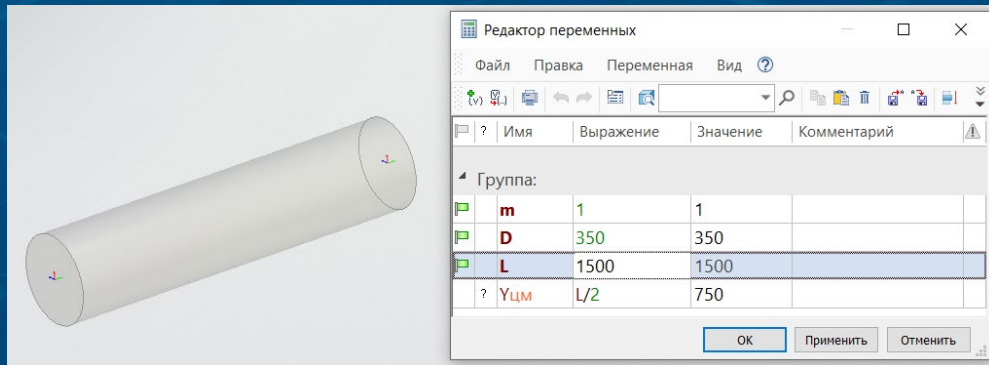 Редактор переменных
Файл Правка Переменная Вид ?
? Имя Выражение Значение Комментарий
Группа:
m 1 1
D 350 350
L 1500 1500
? Yцм L/2 750
ОК Применить Отменить